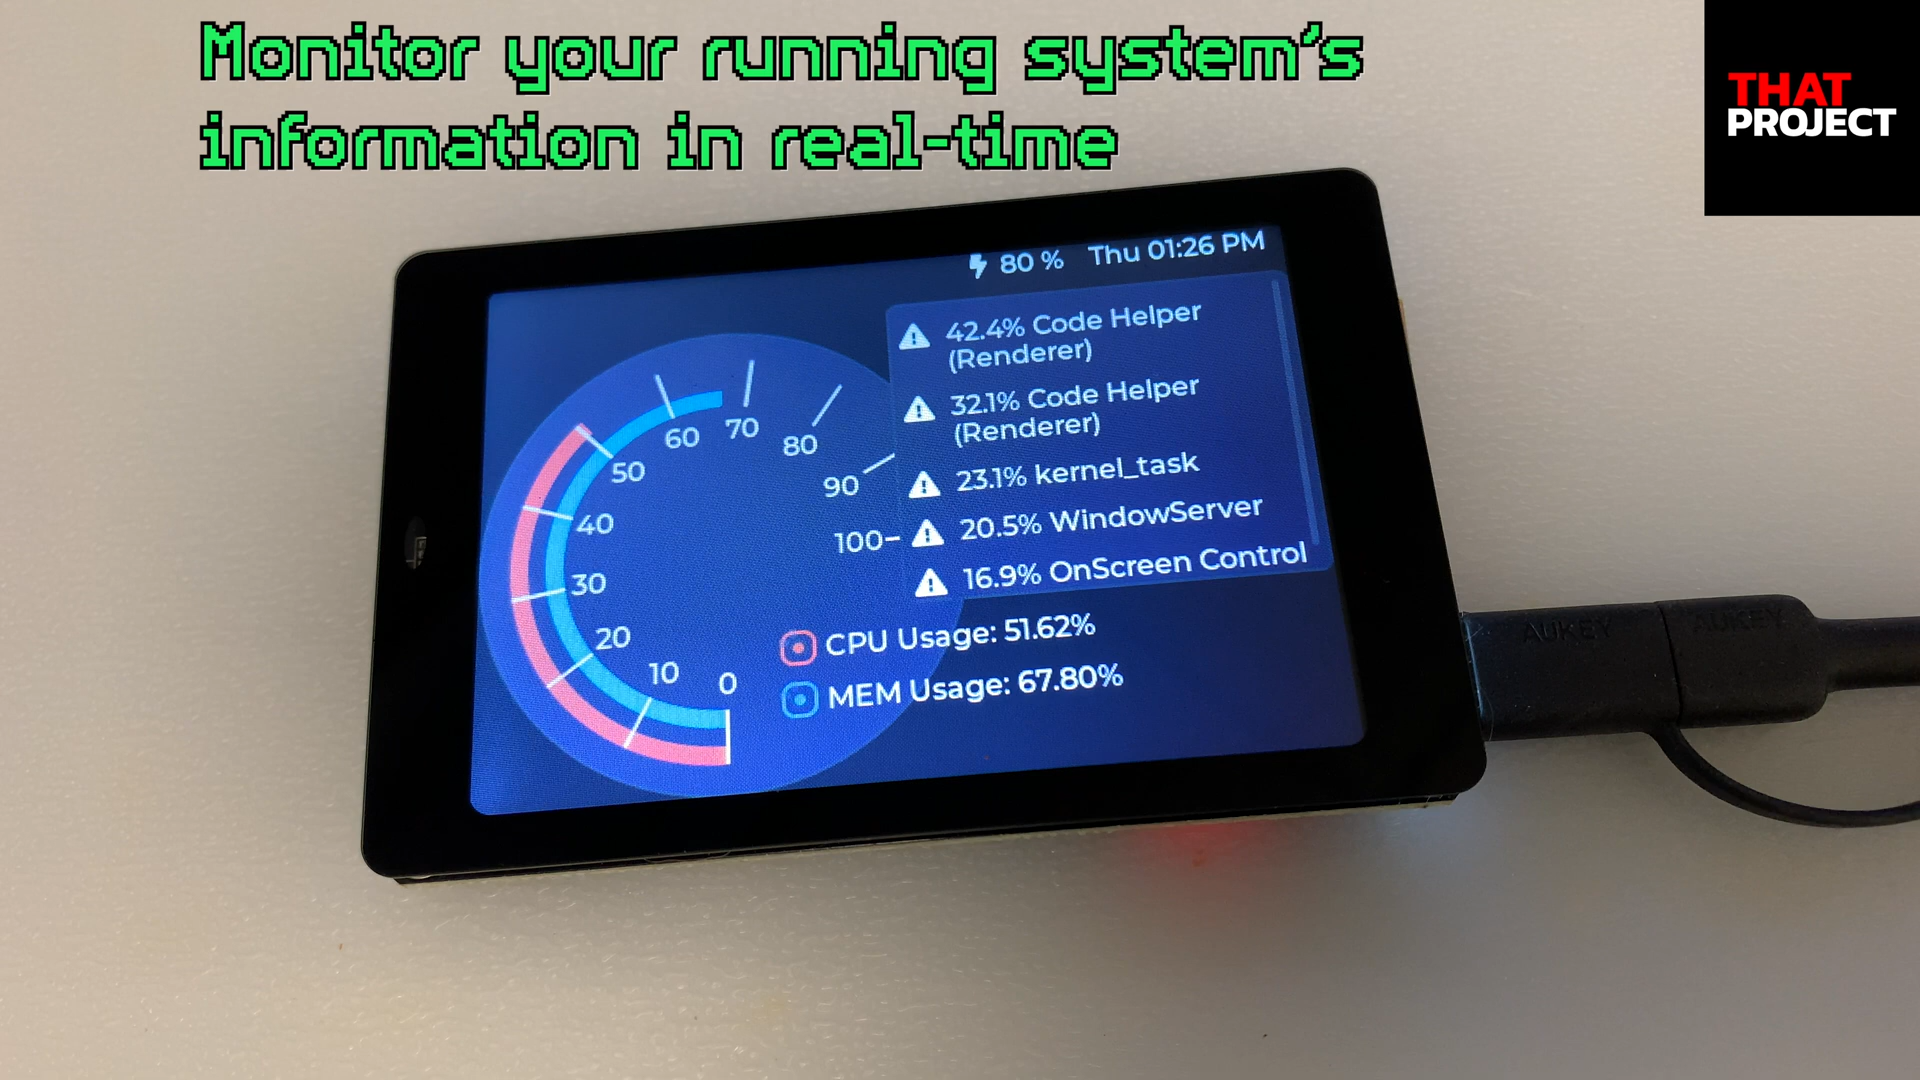 Monitor your running system's
information in real-time
THAT
PROJECT
80 % Thu 01:26 PM
42.4% Code Helper
(Renderer)
32.1% Code Helper
(Renderer)
23.1% kernel_task
20.5% WindowServer
16.9% OnScreen Control
60
70
80
50
90
40
100
30
20
10
0
CPU Usage: 51.62%
MEM Usage: 67.80%
AUKEY
AUKEY